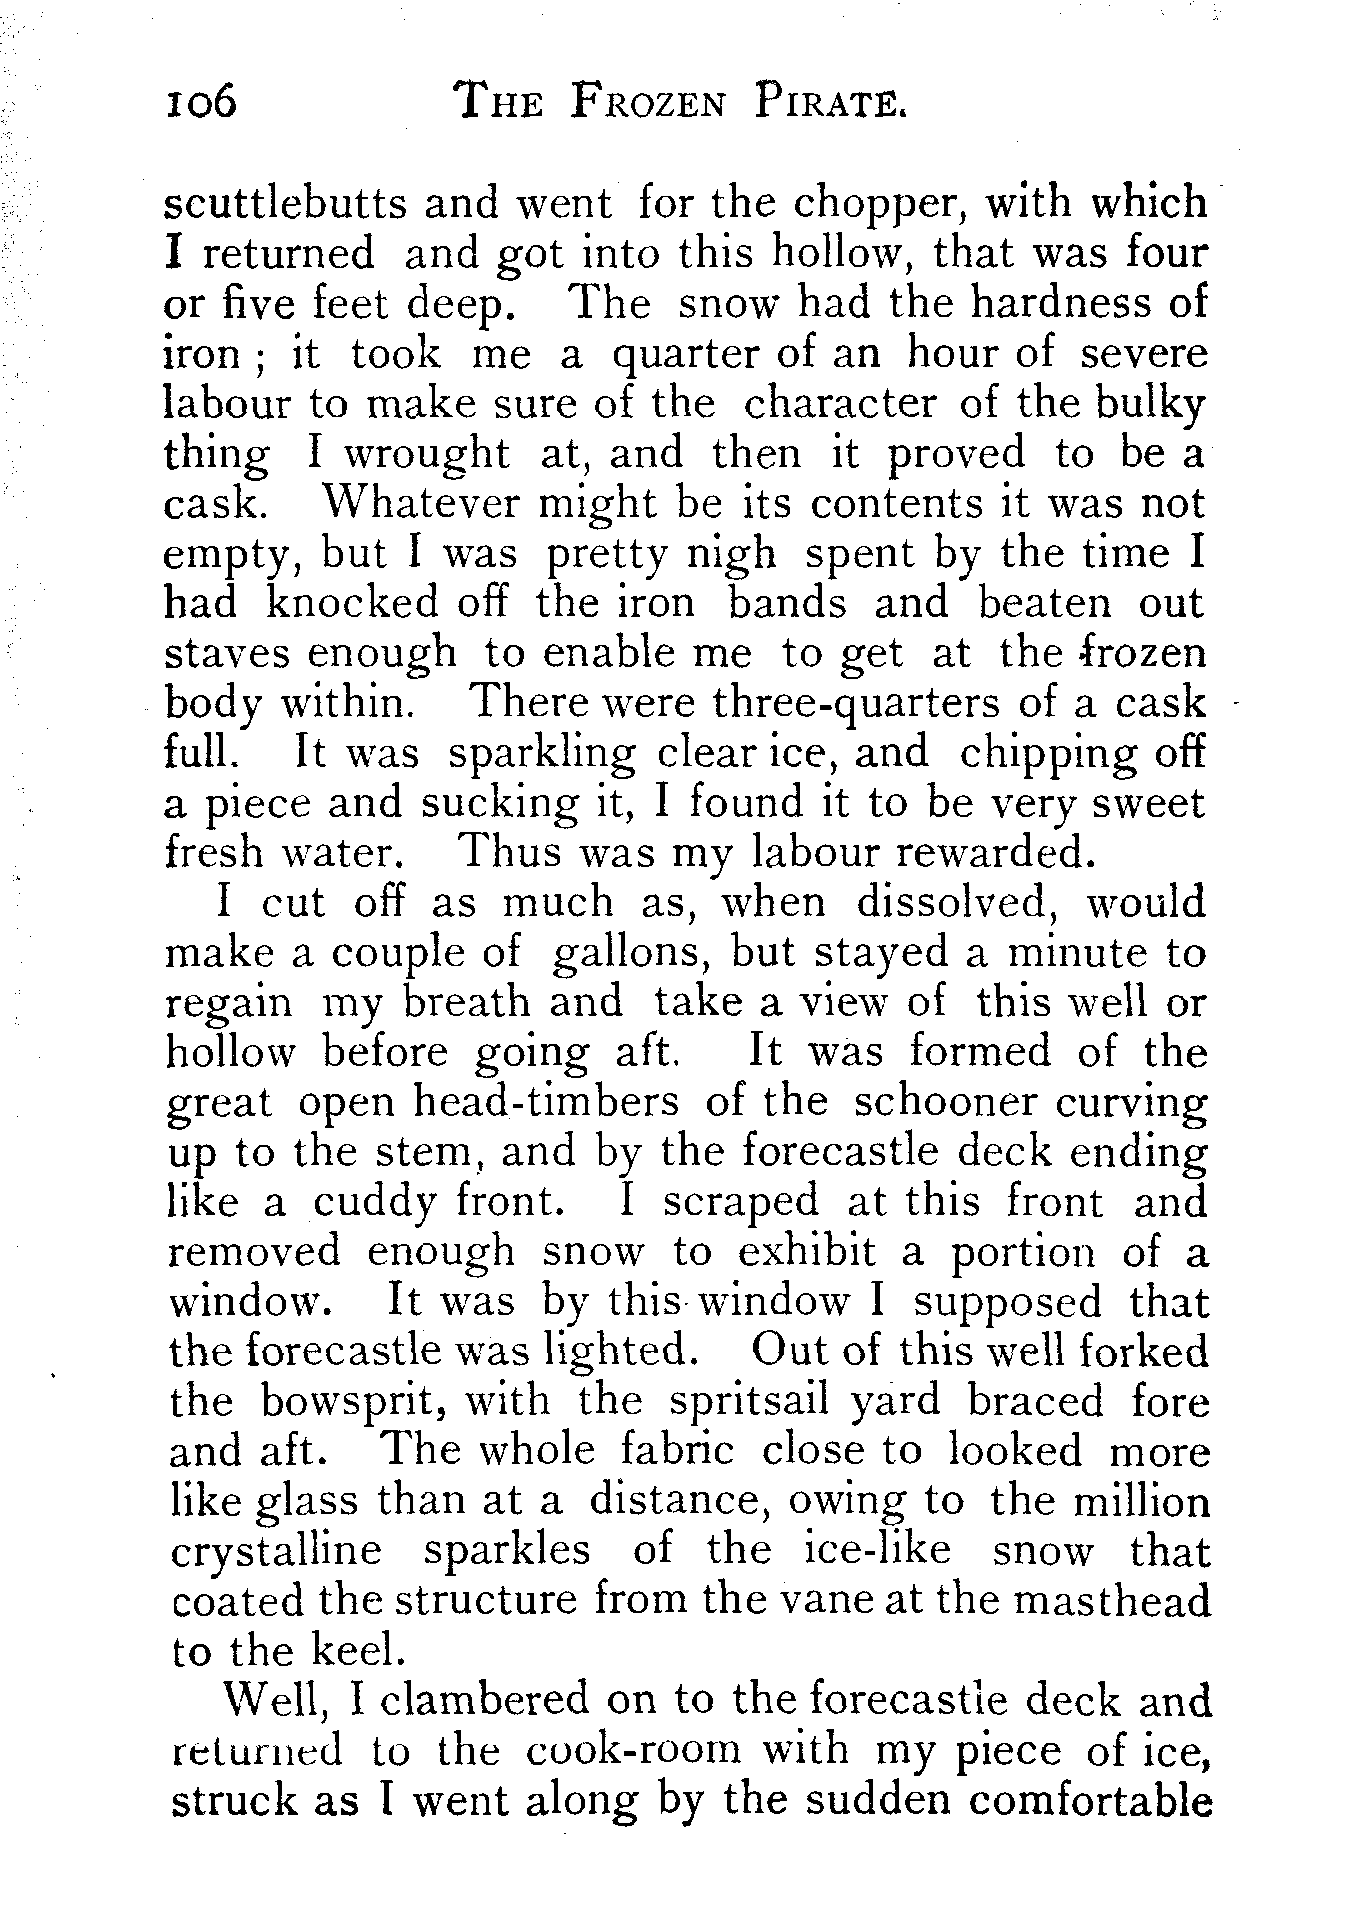 106 THE FROZEN PIRATE.
scuttlebutts and went for the chopper, with which
I returned and got into this hollow, that was four
or five feet deep. The snow had the hardness of
iron ; it took me a quarter of an hour of severe
labour to make sure of the character of the bulky
thing I wrought at, and then it proved to be a
cask. Whatever might be its contents it was not
empty, but I was pretty nigh spent by the time I
had knocked off the iron bands and beaten out
staves enough to enable me to get at the frozen
body within. There were three-quarters of a cask
full. It was sparkling clear ice, and chipping off
a piece and sucking it, I found it to be very sweet
fresh water. Thus was my labour rewarded.
I cut off as much as, when dissolved, would
make a couple of gallons, but stayed a minute to
regain my breath and take a view of this well or
hollow before going aft. It was formed of the
great open head-timbers of the schooner curving
up to the stem, and by the forecastle deck ending
like a cuddy front. I scraped at this front and
removed enough snow to exhibit a portion of a
window. It was by this window I supposed that
the forecastle was lighted. Out of this well forked
the bowsprit, with the spritsail yard braced fore
and aft. The whole fabric close to looked more
like glass than at a distance, owing to the million
crystalline sparkles of the ice-like snow that
coated the structure from the vane at the masthead
to the keel.
Well, I clambered on to the forecastle deck and
returned to the cook-room with my piece of ice,
struck as I went along by the sudden comfortable